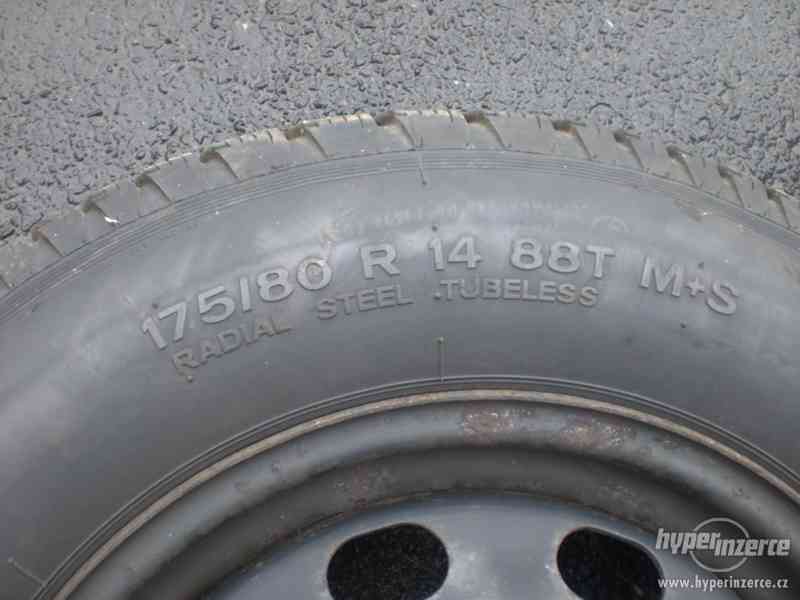 175/80 R 14 88T M+S
RADIAL STEEL TUBELESS
hyperinzerce
www.hyperinzerce.cz